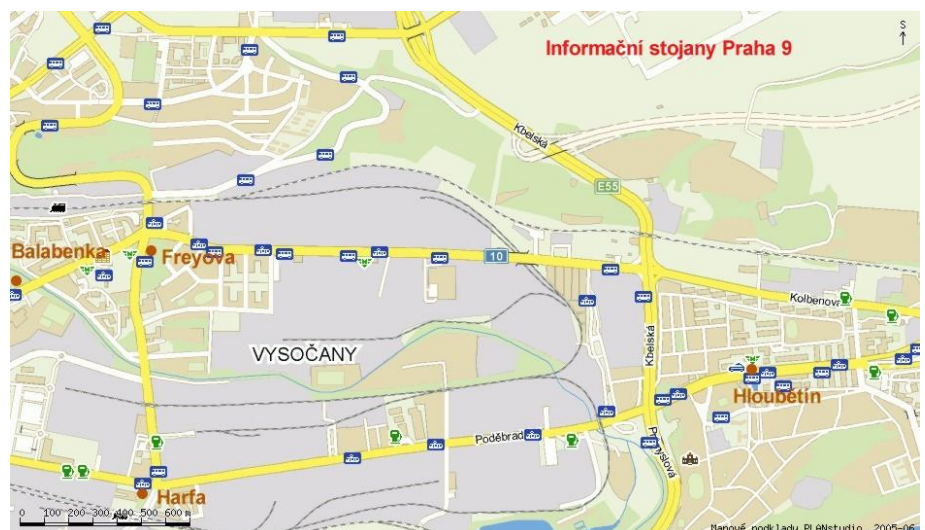 Informační stojany Praha 9
S
Kbelská
E55
Balabenka
Freyova
10
Kolbenova
VYSOČANY
Kbelská
Hloubětín
Poděbrad
Průmyslová
Harfa
0 100 200 300 400 500 600 m
Mapové podklady PLANstudio, 2005-06